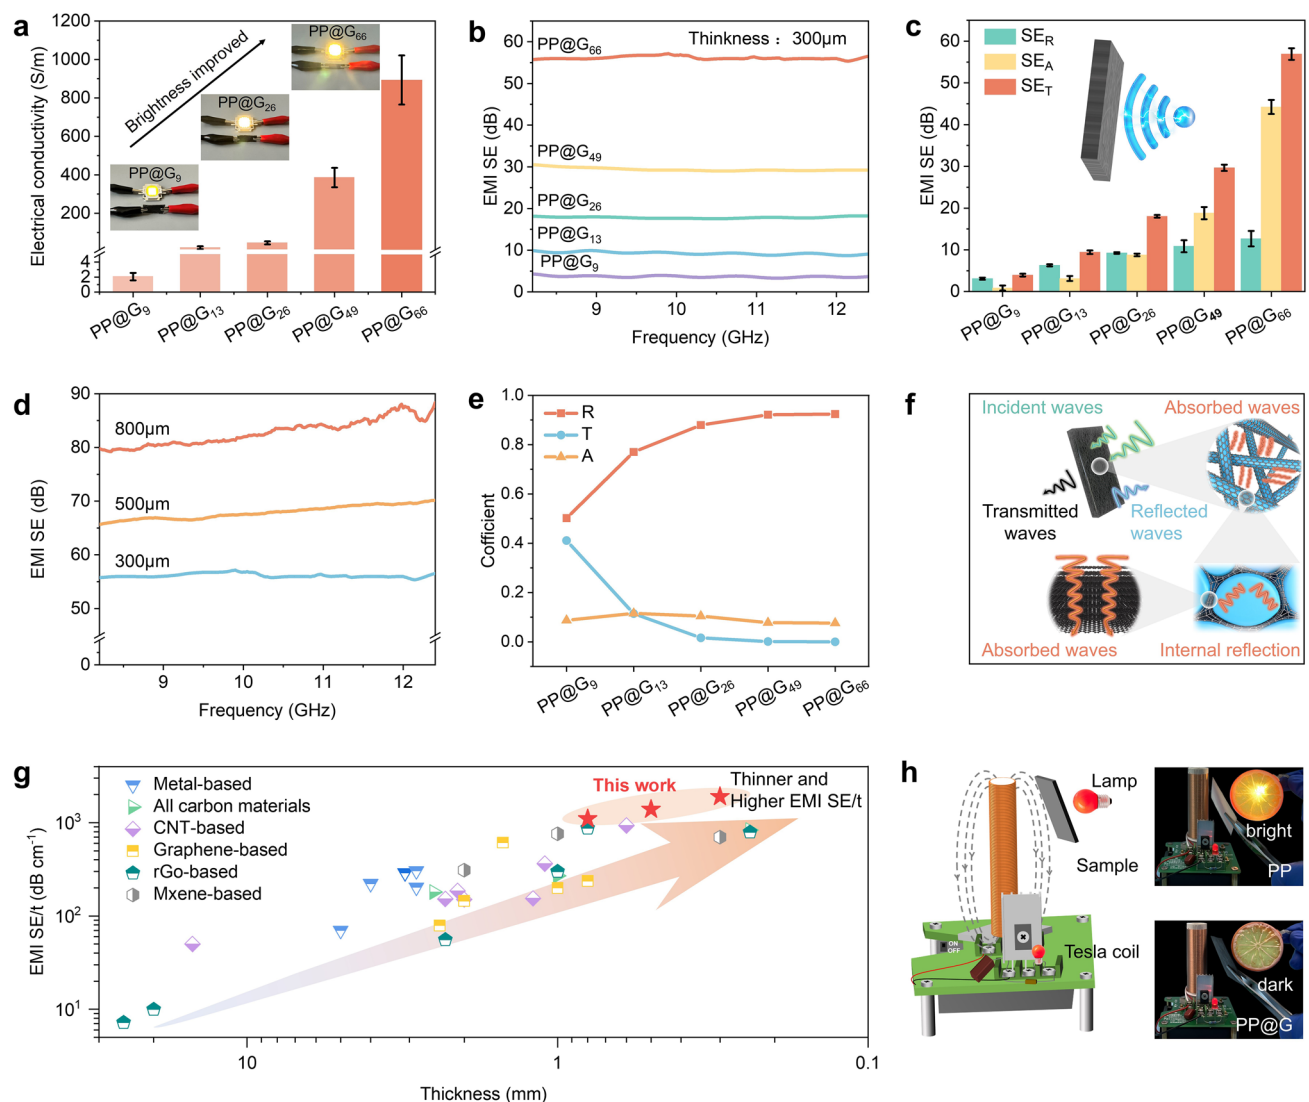 a
Electrical conductivity (S/m)
1200
1000
800
600
400
200
4
2
0
Brightness improved
PP@G66
PP@G26
PP@G9
PP@G9
PP@G13
PP@G26
PP@G49
PP@G66
b
EMI SE (dB)
60
50
40
30
20
10
0
PP@G66
Thinkness : 300μm
PP@G49
PP@G26
PP@G13
PP@G9
9
10
11
12
Frequency (GHz)
c
EMI SE (dB)
60
50
40
30
20
10
0
SER
SEA
SET
PP@G9
PP@G13
PP@G26
PP@G49
PP@G66
d
EMI SE (dB)
90
80
70
60
50
0
800μm
500μm
300μm
9
10
11
12
Frequency (GHz)
e
Cofficient
1.0
0.8
0.6
0.4
0.2
0.0
R
T
A
PP@G9
PP@G13
PP@G26
PP@G49
PP@G66
f
Incident waves
Absorbed waves
Transmitted
waves
Reflected
waves
Absorbed waves
Internal reflection
g
EMI SE/t (dB cm-1)
10³
10²
10¹
Metal-based
All carbon materials
CNT-based
Graphene-based
rGo-based
Mxene-based
This work
Thinner and
Higher EMI SE/t
10
1
0.1
Thickness (mm)
h
Lamp
Sample
ON
OFF
Tesla coil
bright
PP
dark
PP@G